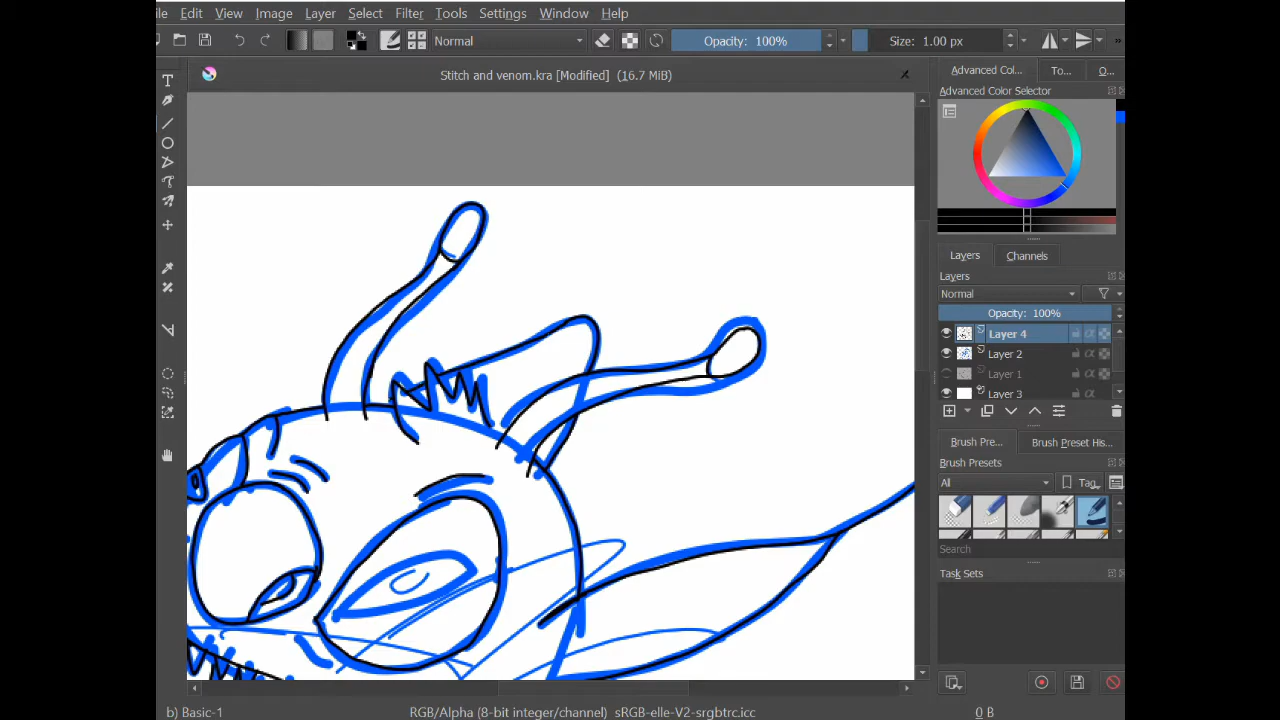 ile Edit View Image Layer Select Filter Tools Settings Window Help
Normal Opacity: 100% Size: 1.00 px »
Stitch and venom.kra [Modified] (16.7 MiB)
Advanced Col... To... O...
Advanced Color Selector
Layers Channels
Layers
Normal
Opacity: 100%
Layer 4
Layer 2
Layer 1
Layer 3
Brush Pre... Brush Preset His...
Brush Presets
All Tag
Search
Task Sets
b) Basic-1 RGB/Alpha (8-bit integer/channel) sRGB-elle-V2-srgbtrc.icc 0 B